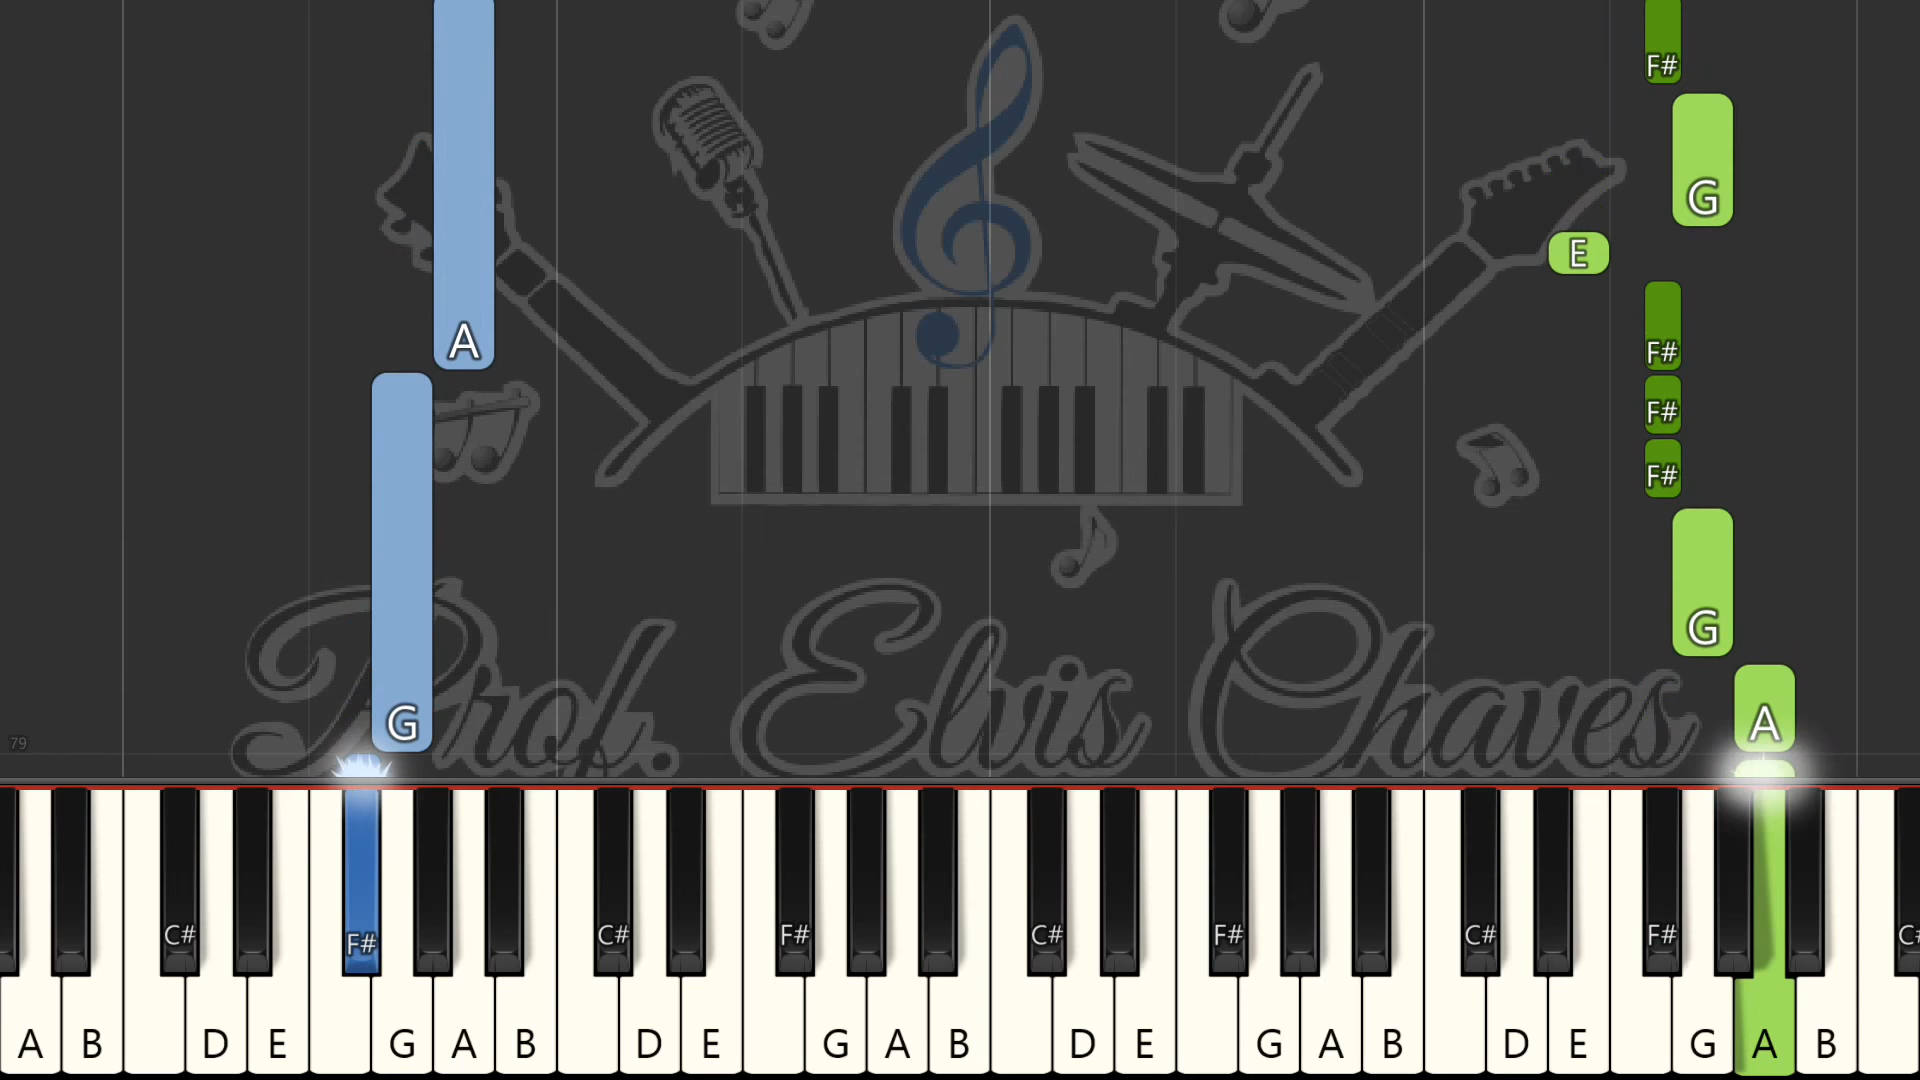 F#
G
E
A
F#
F#
F#
G
G
A
79
Prof. Elvis Chaves
C# F# C# F# C# F# C# F# C#
A B D E G A B D E G A B D E G A B D E G A B